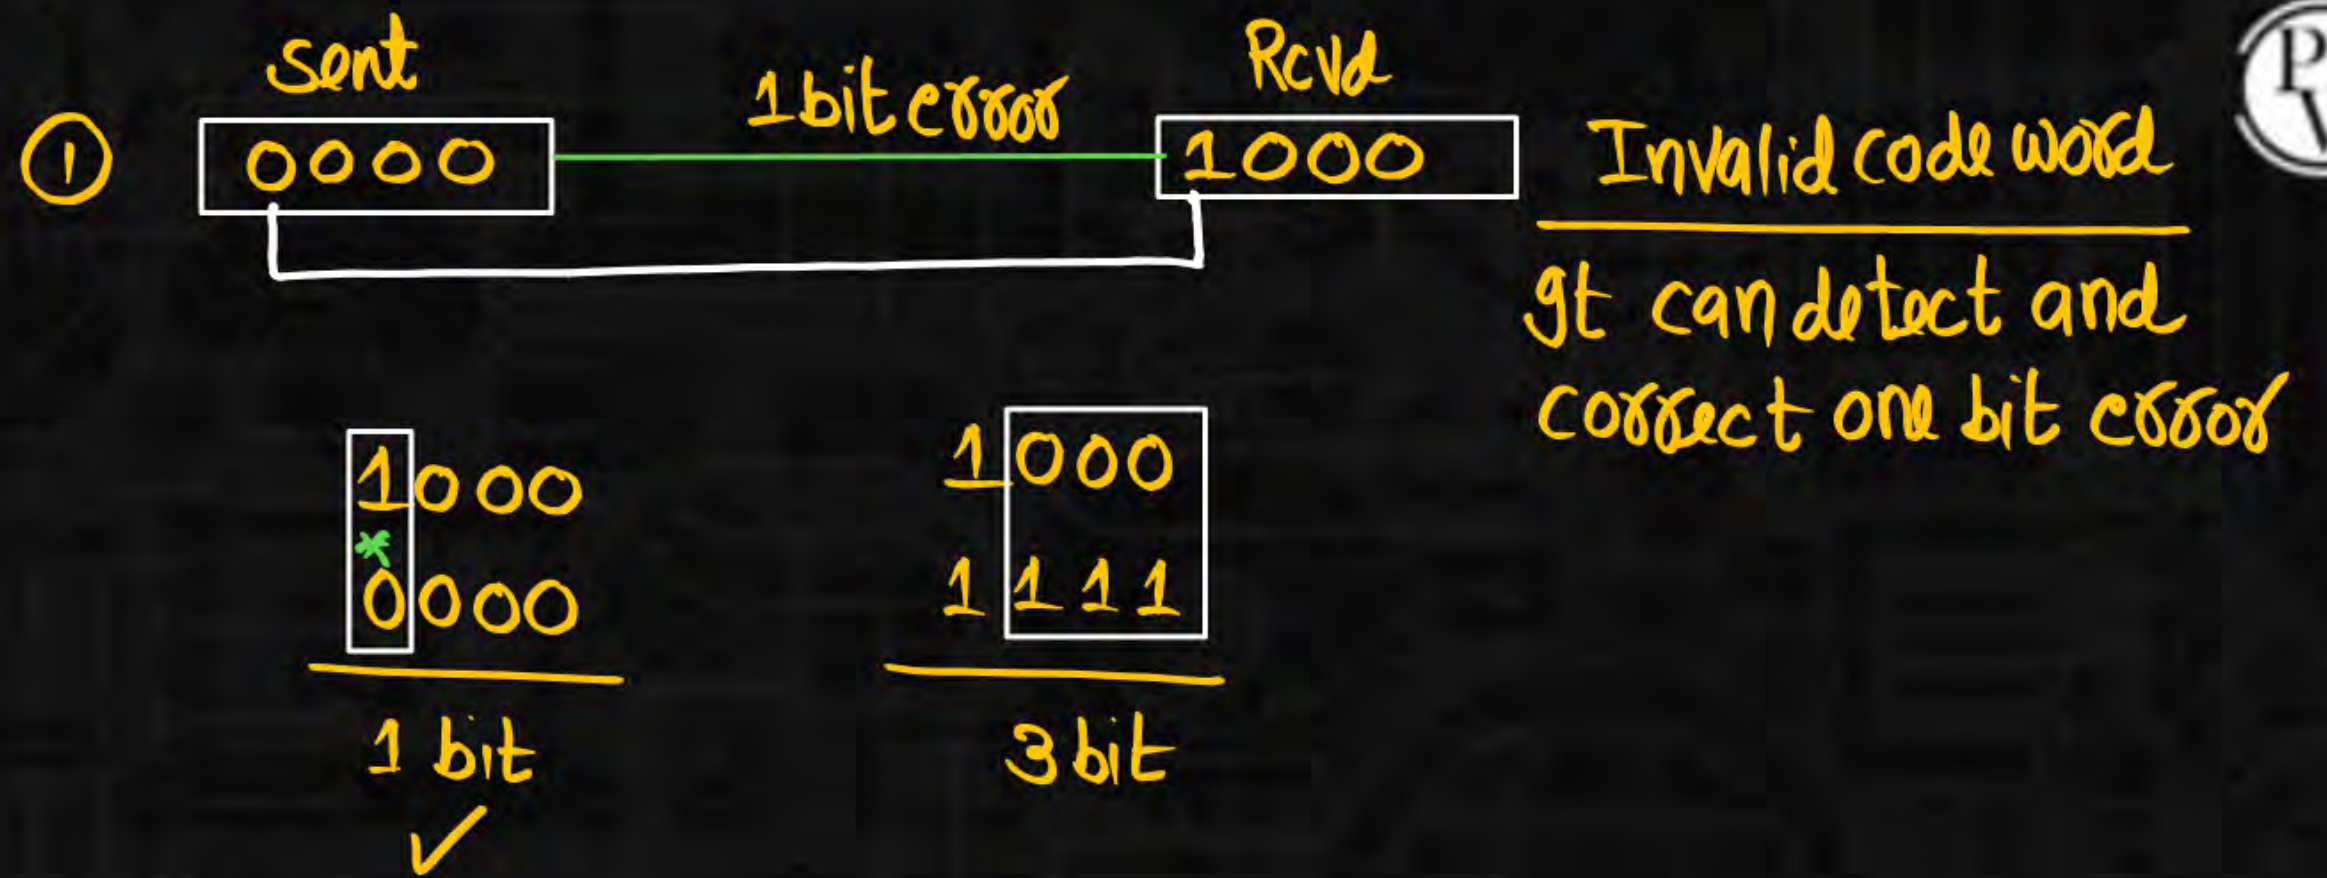 Sent
1 bit error
Rcvd
① 0000
1000
Invalid code word
It can detect and
correct one bit error
1000
0000
1 bit
1000
1111
3 bit
P